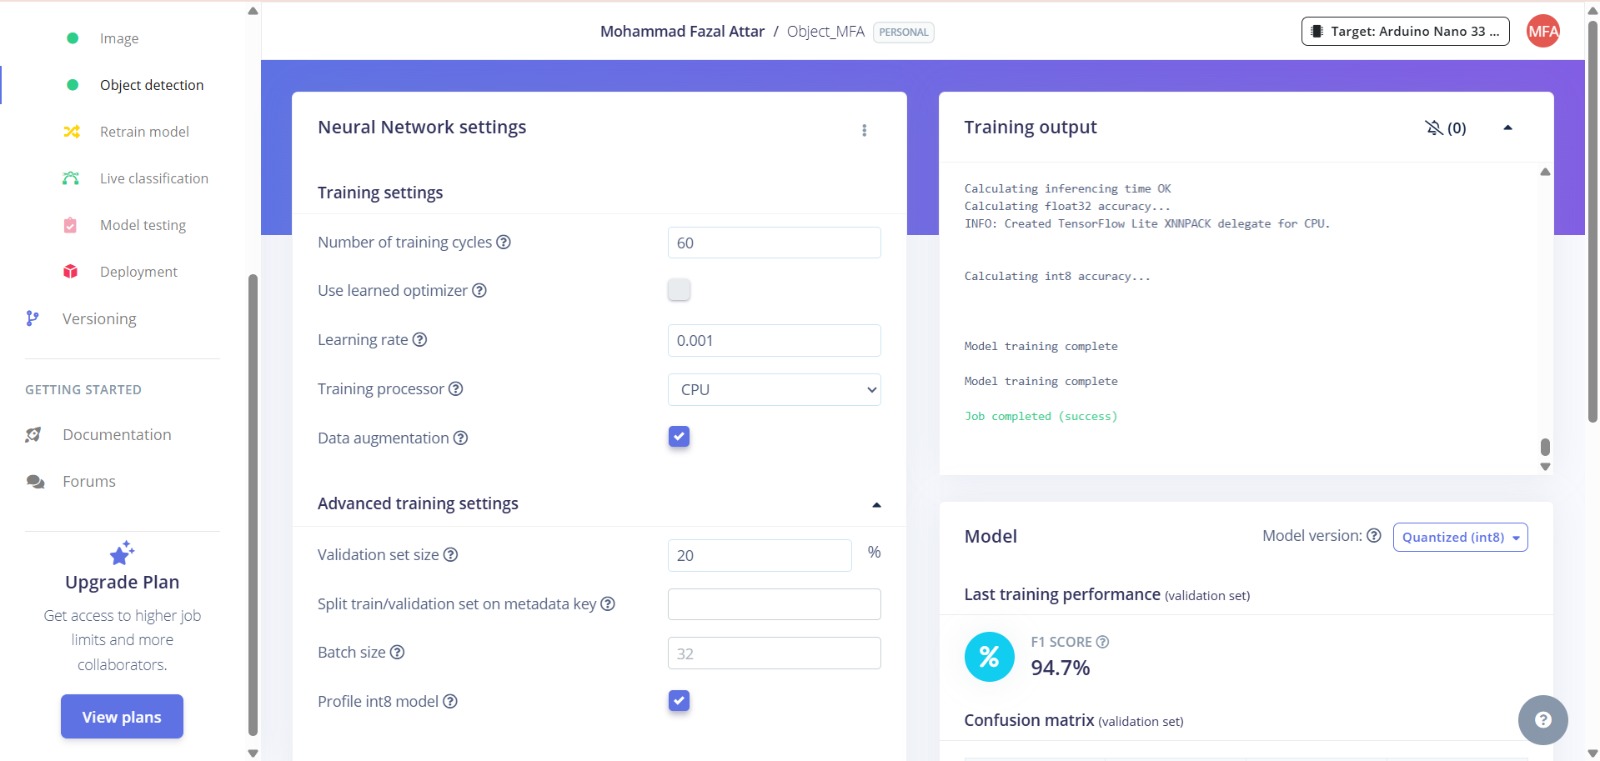 Image
Object detection
Retrain model
Live classification
Model testing
Deployment
Versioning
GETTING STARTED
Documentation
Forums
Upgrade Plan
Get access to higher job
limits and more
collaborators.
View plans
Mohammad Fazal Attar / Object_MFA PERSONAL
Target: Arduino Nano 33 ...
MFA
Neural Network settings
Training settings
Number of training cycles ?
60
Use learned optimizer ?
Learning rate ?
0.001
Training processor ?
CPU
Data augmentation ?
Advanced training settings
Validation set size ?
20 %
Split train/validation set on metadata key ?
Batch size ?
32
Profile int8 model ?
Training output
(0)
Calculating inferencing time OK
Calculating float32 accuracy...
INFO: Created TensorFlow Lite XNNPACK delegate for CPU.
Calculating int8 accuracy...
Model training complete
Model training complete
Job completed (success)
Model
Model version: ? Quantized (int8)
Last training performance (validation set)
%
F1 SCORE ?
94.7%
Confusion matrix (validation set)
?